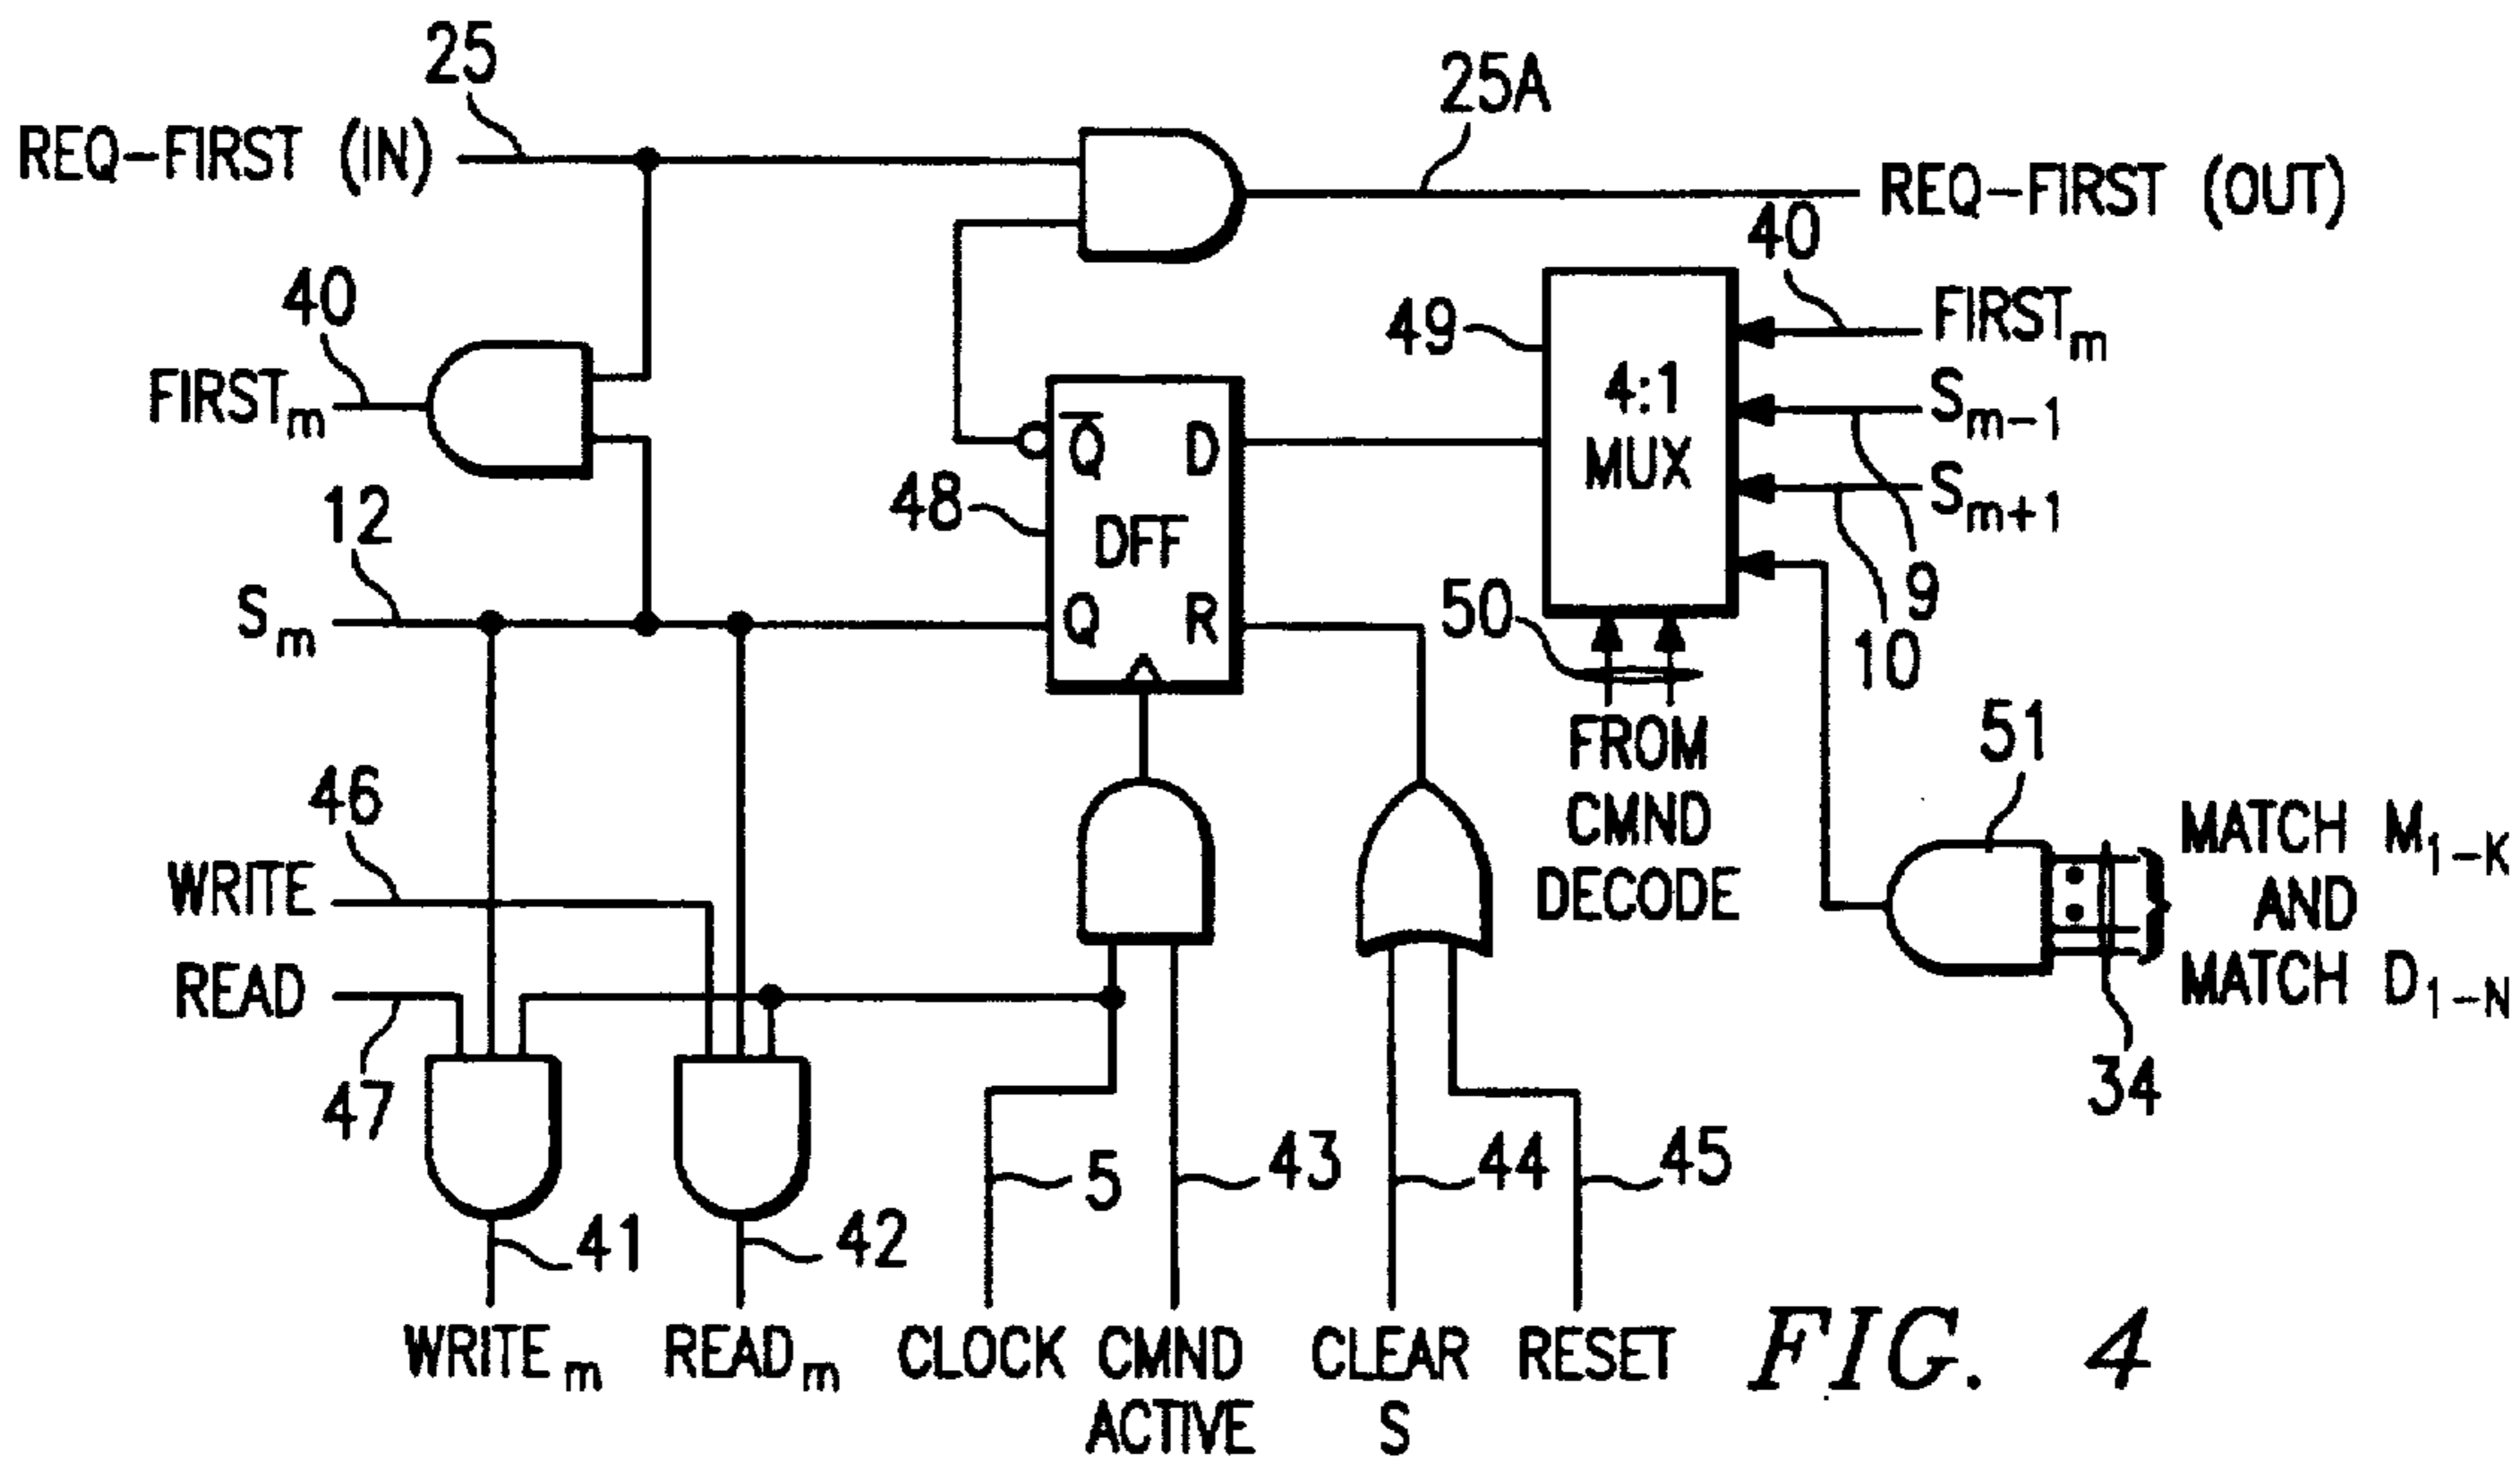 25
25A
REQ-FIRST (IN)
REQ-FIRST (OUT)
40
40
FIRSTm
49
4:1
MUX
FIRSTm
Sm-1
Sm+1
12
Sm
48
Q̅
D
DFF
Q
R
50
9
10
FROM
CMND
DECODE
46
WRITE
READ
47
51
MATCH M1-K
AND
MATCH D1-N
34
41
42
5
43
44
45
WRITEm
READm
CLOCK
CMND
ACTIVE
CLEAR
S
RESET
FIG. 4